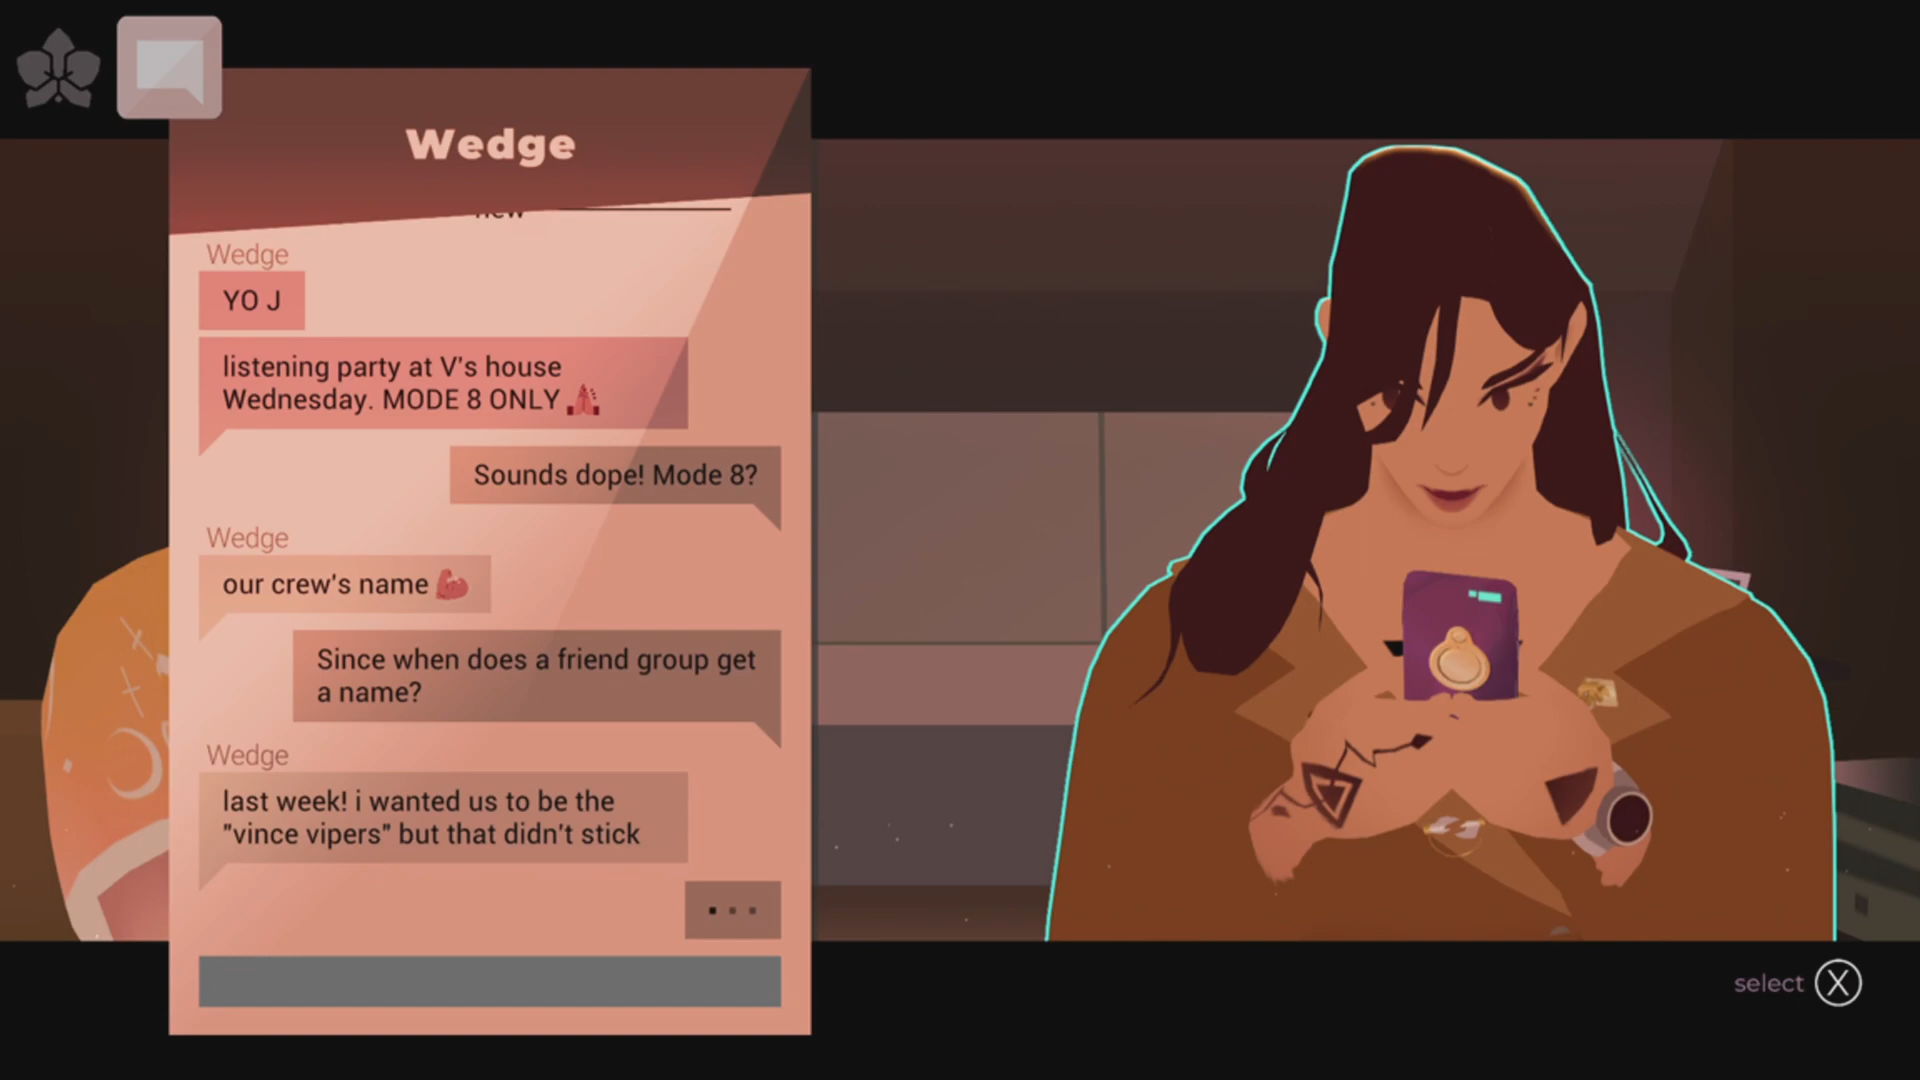 Wedge
new
Wedge
YO J
listening party at V's house
Wednesday. MODE 8 ONLY
Sounds dope! Mode 8?
Wedge
our crew's name
Since when does a friend group get
a name?
Wedge
last week! i wanted us to be the
"vince vipers" but that didn't stick
...
select X